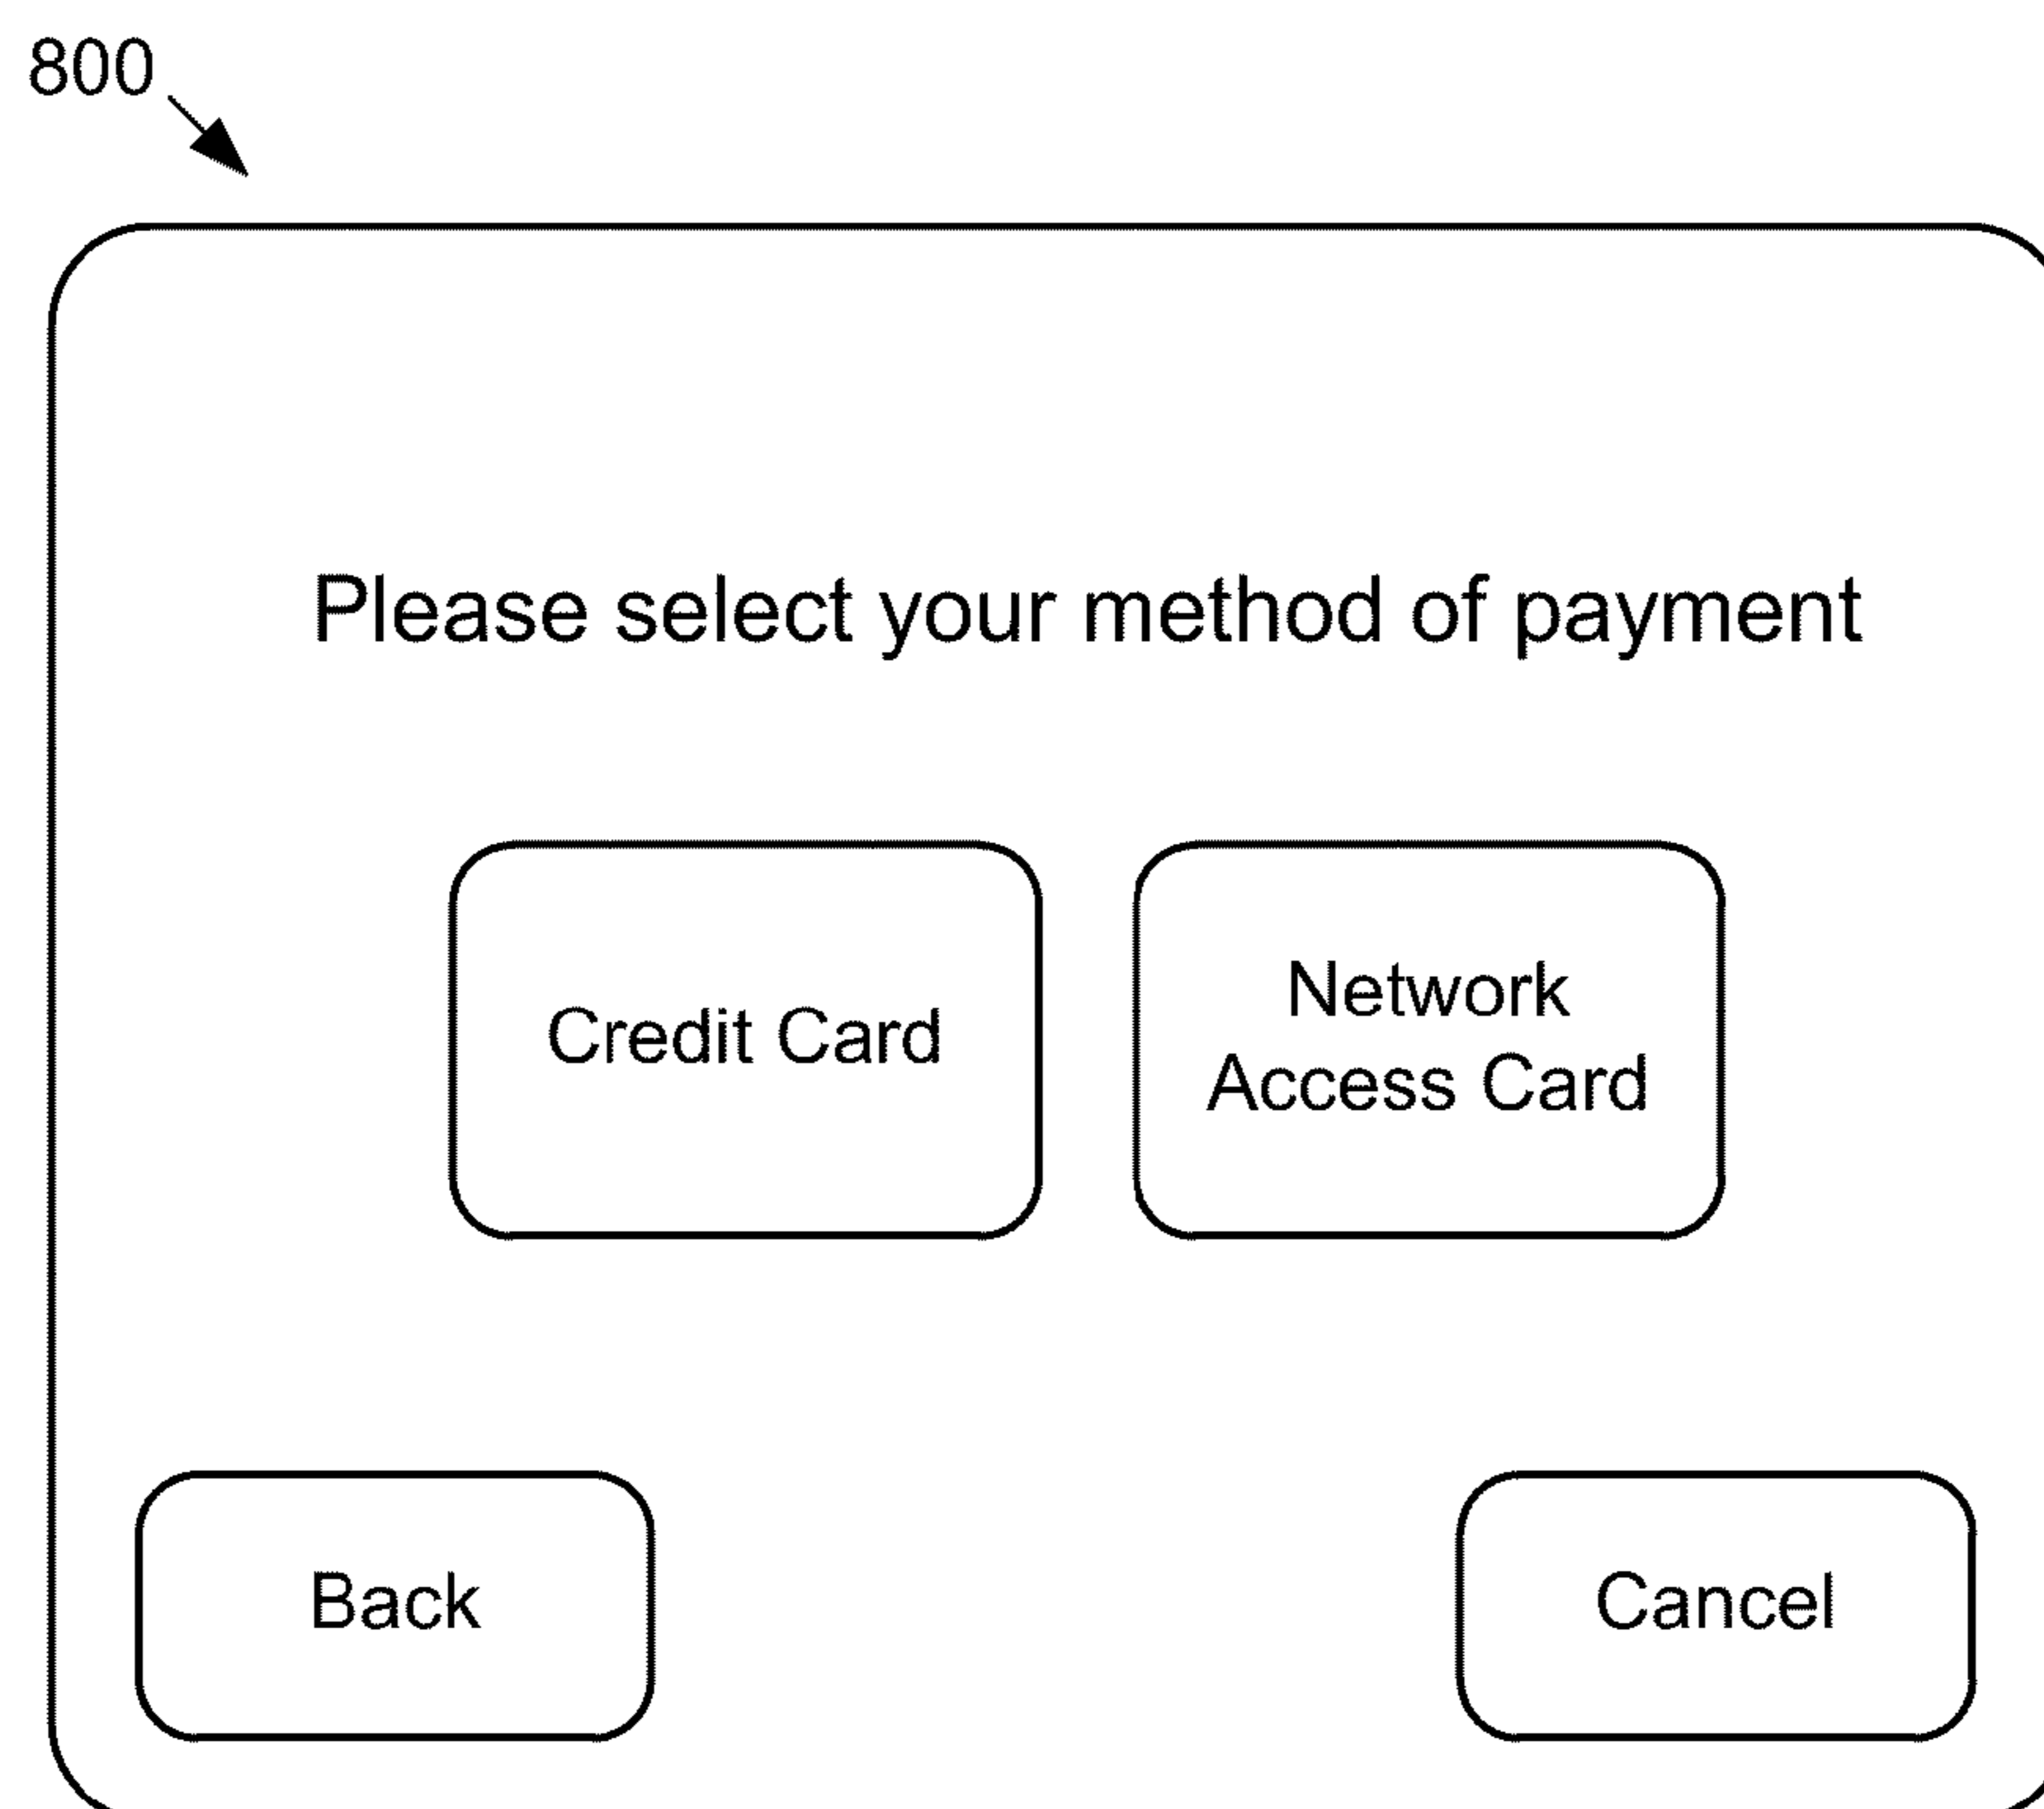 800
Please select your method of payment
Credit Card
Network
Access Card
Back
Cancel